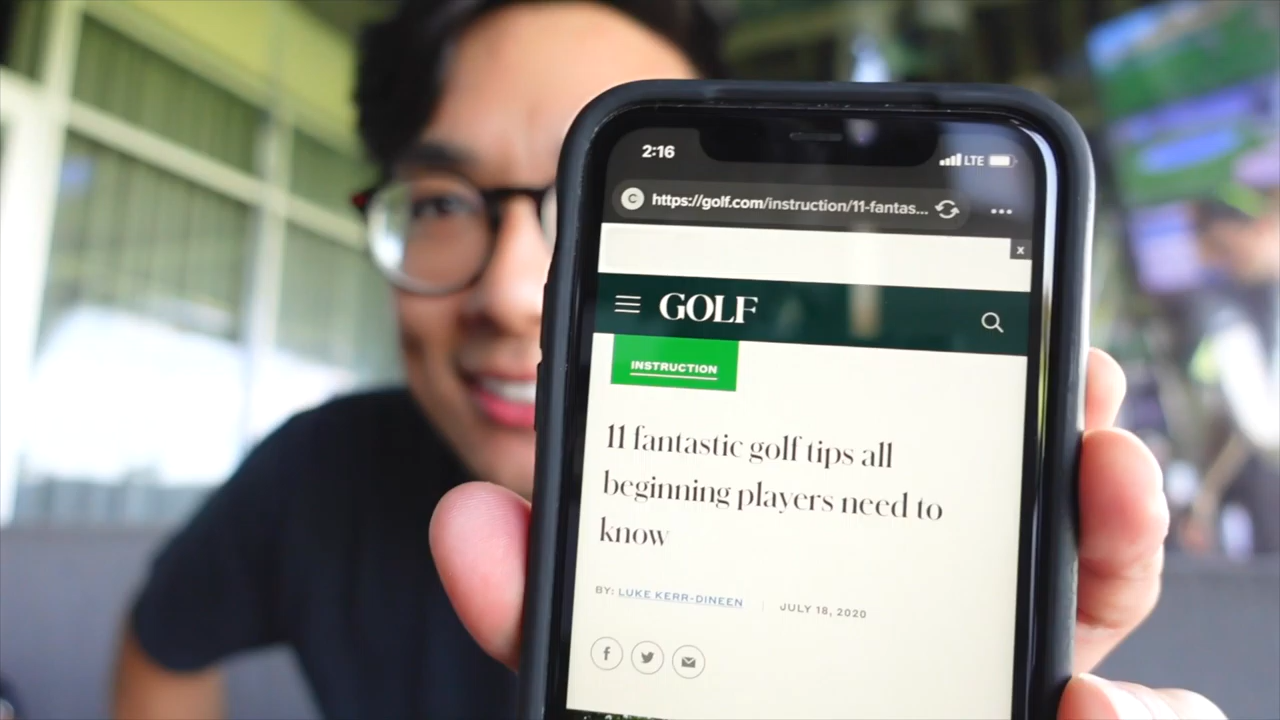 2:16
LTE
C
https://golf.com/instruction/11-fantas...
x
GOLF
INSTRUCTION
11 fantastic golf tips all
beginning players need to
know
BY: LUKE KERR-DINEEN
JULY 18, 2020